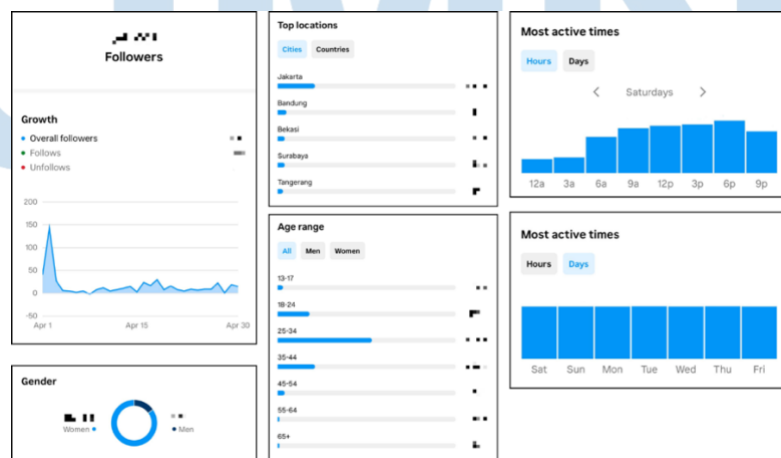 Followers
Growth
Overall followers
Follows
Unfollows
200
150
100
50
0
-50
Apr 1 Apr 15 Apr 30
Gender
Women
Men
Top locations
Cities Countries
Jakarta
Bandung
Bekasi
Surabaya
Tangerang
Age range
All Men Women
13-17
18-24
25-34
35-44
45-54
55-64
65+
Most active times
Hours Days
Saturdays
12a 3a 6a 9a 12p 3p 6p 9p
Most active times
Hours Days
Sat Sun Mon Tue Wed Thu Fri